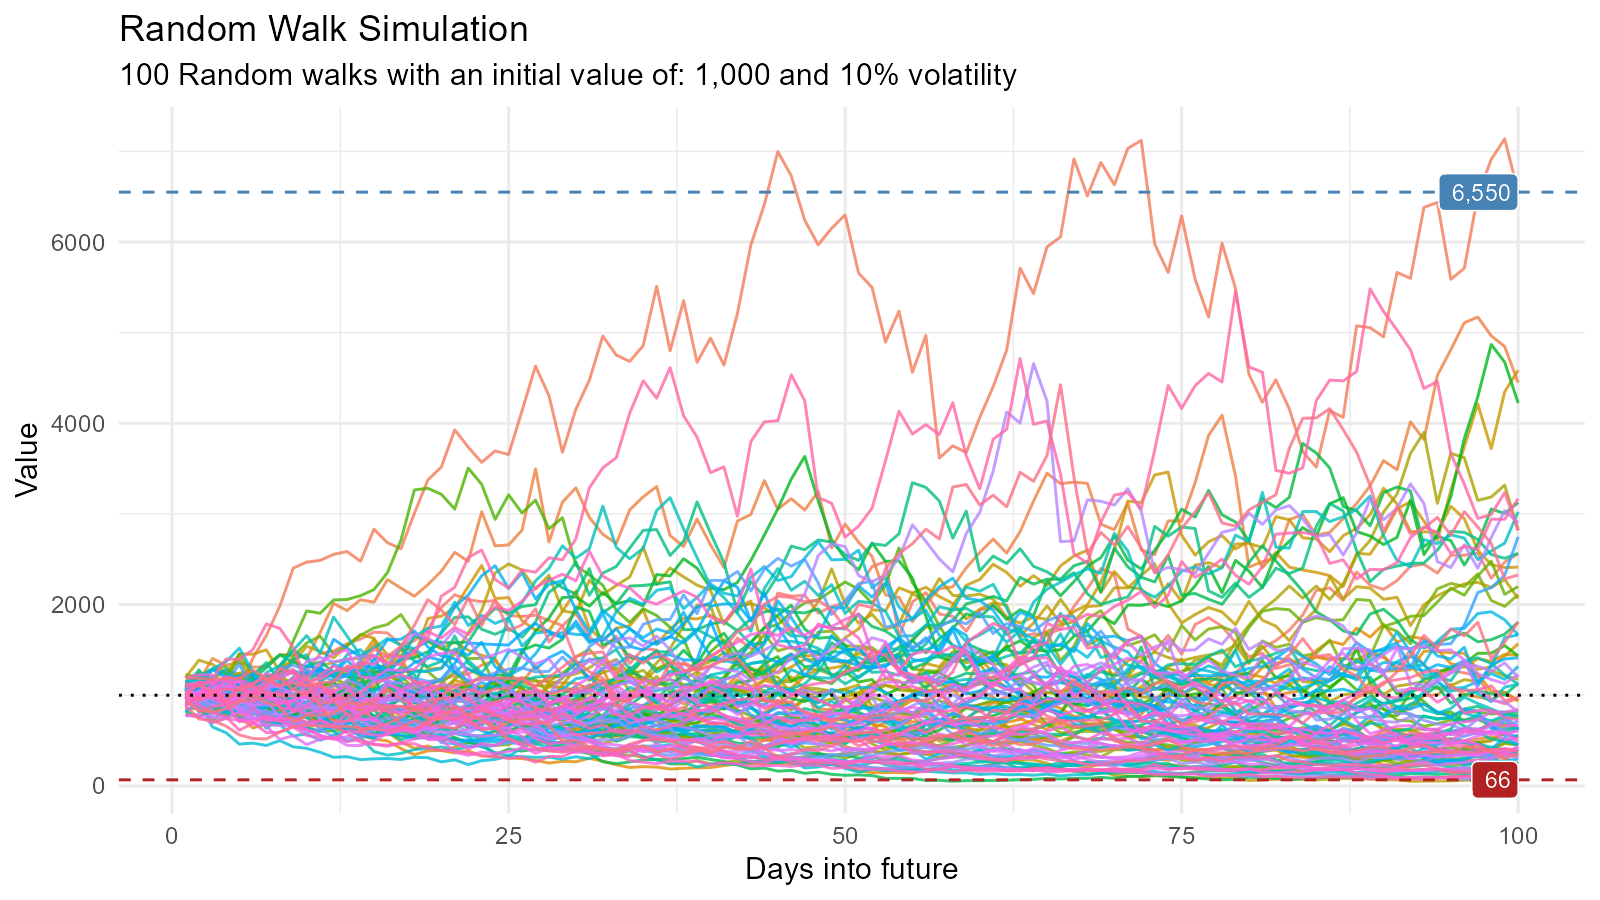 Random Walk Simulation
100 Random walks with an initial value of: 1,000 and 10% volatility
Value
6000
4000
2000
0
6,550
66
0 25 50 75 100
Days into future